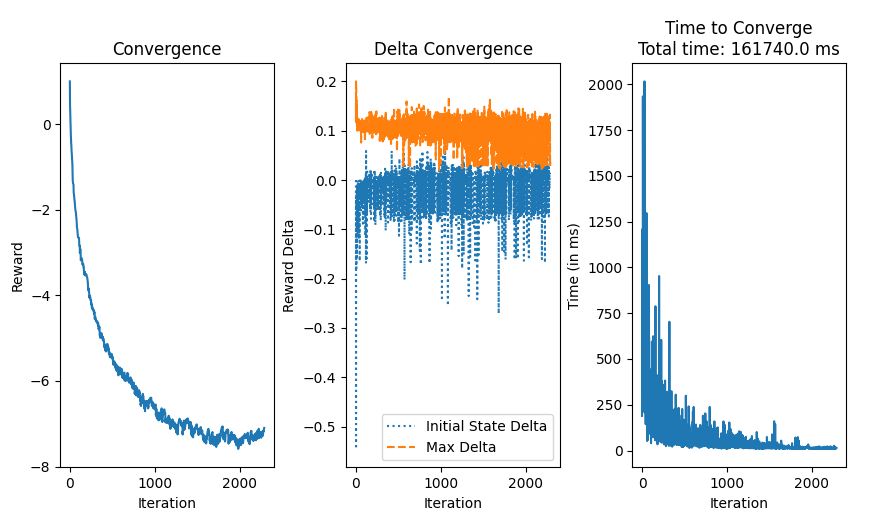 Convergence
0
−2
−4
−6
−8
Reward
0
1000
2000
Iteration
Delta Convergence
0.2
0.1
0.0
−0.1
−0.2
−0.3
−0.4
−0.5
Reward Delta
Initial State Delta
Max Delta
0
1000
2000
Iteration
Time to Converge
Total time: 161740.0 ms
2000
1750
1500
1250
1000
750
500
250
0
Time (in ms)
0
1000
2000
Iteration